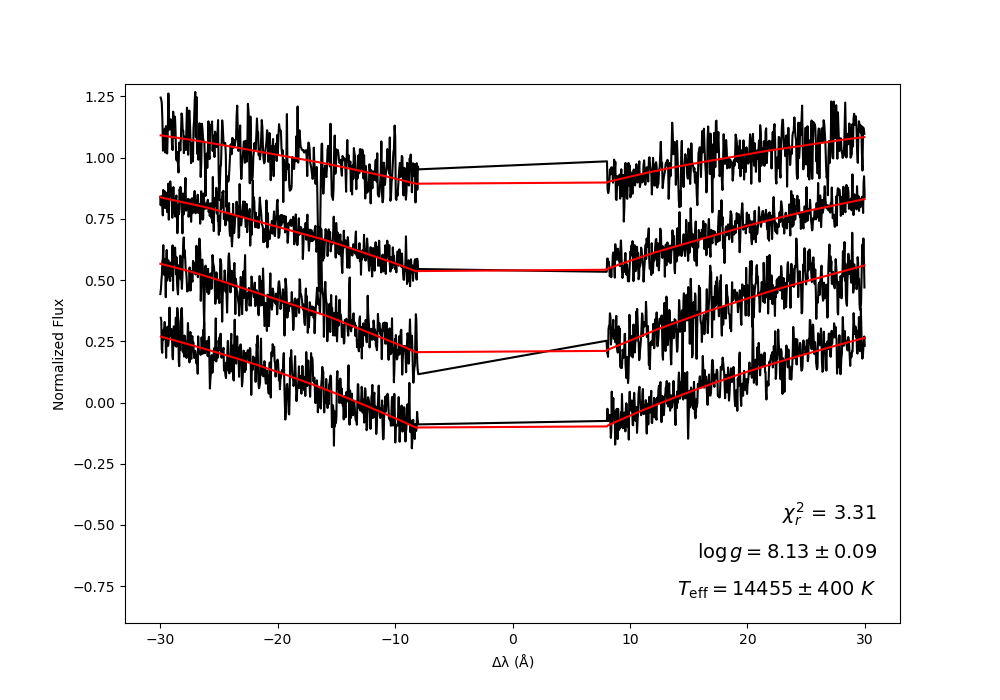 1.25
1.00
0.75
0.50
0.25
0.00
−0.25
−0.50
−0.75
Normalized Flux
χ²ᵣ = 3.31
log g = 8.13 ± 0.09
T_eff = 14455 ± 400 K
−30 −20 −10 0 10 20 30
Δλ (Å)